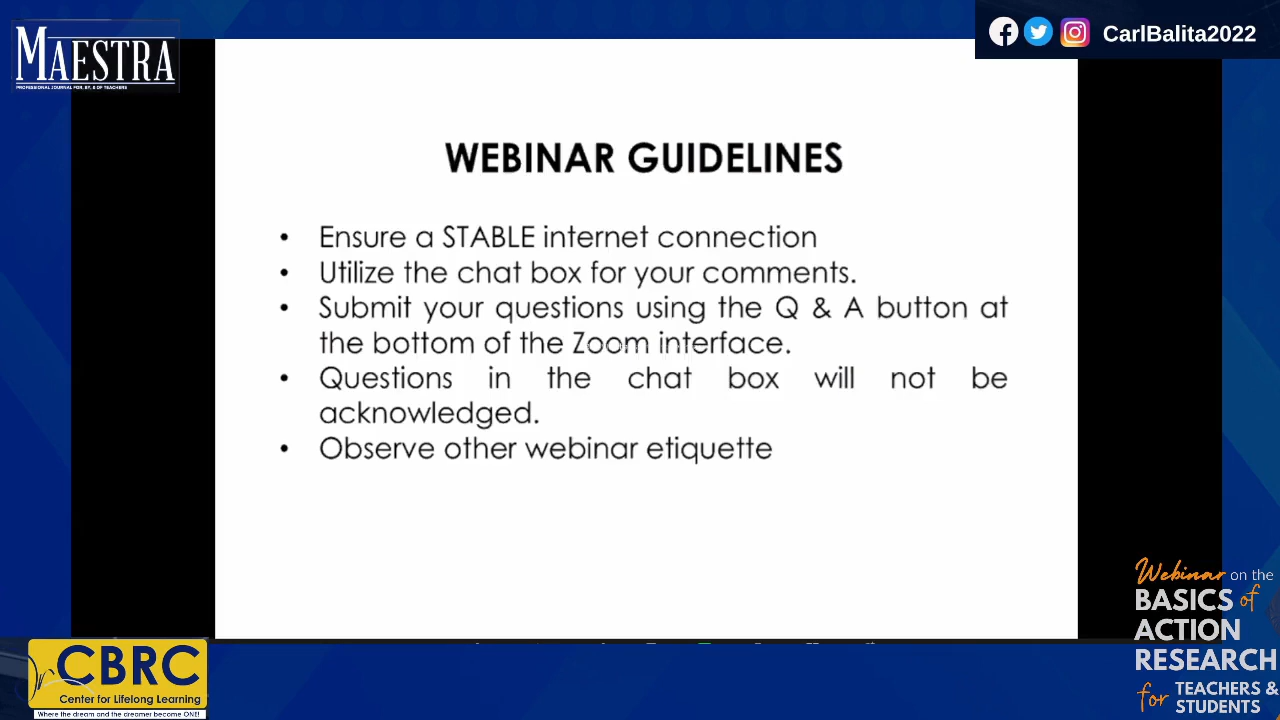 MAESTRA
PROFESSIONAL JOURNAL FOR, BY, & OF TEACHERS
CarlBalita2022
WEBINAR GUIDELINES
• Ensure a STABLE internet connection
• Utilize the chat box for your comments.
• Submit your questions using the Q & A button at
the bottom of the Zoom interface.
• Questions in the chat box will not be
acknowledged.
• Observe other webinar etiquette
Webinar on the
BASICS of
ACTION
RESEARCH
for TEACHERS &
STUDENTS
CBRC
Center for Lifelong Learning
Where the dream and the dreamer become ONE!